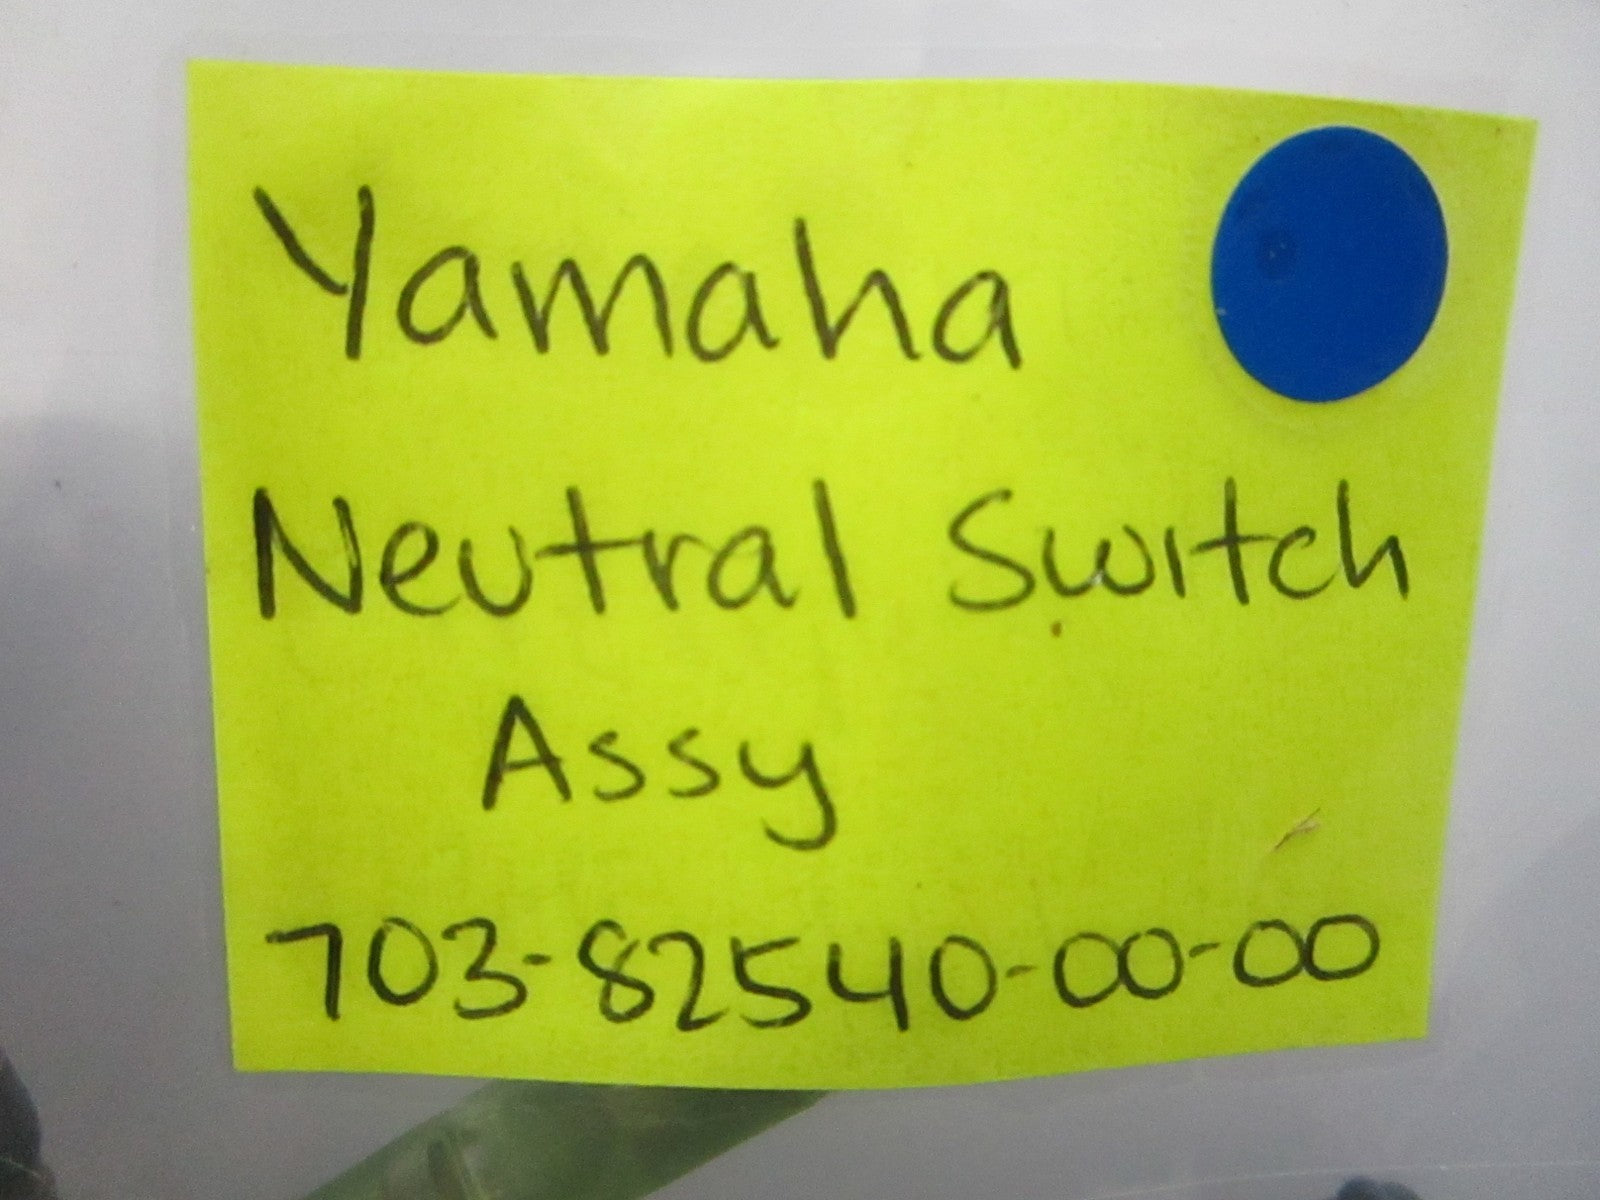 Yamaha
Neutral Switch
Assy
703-82540-00-00